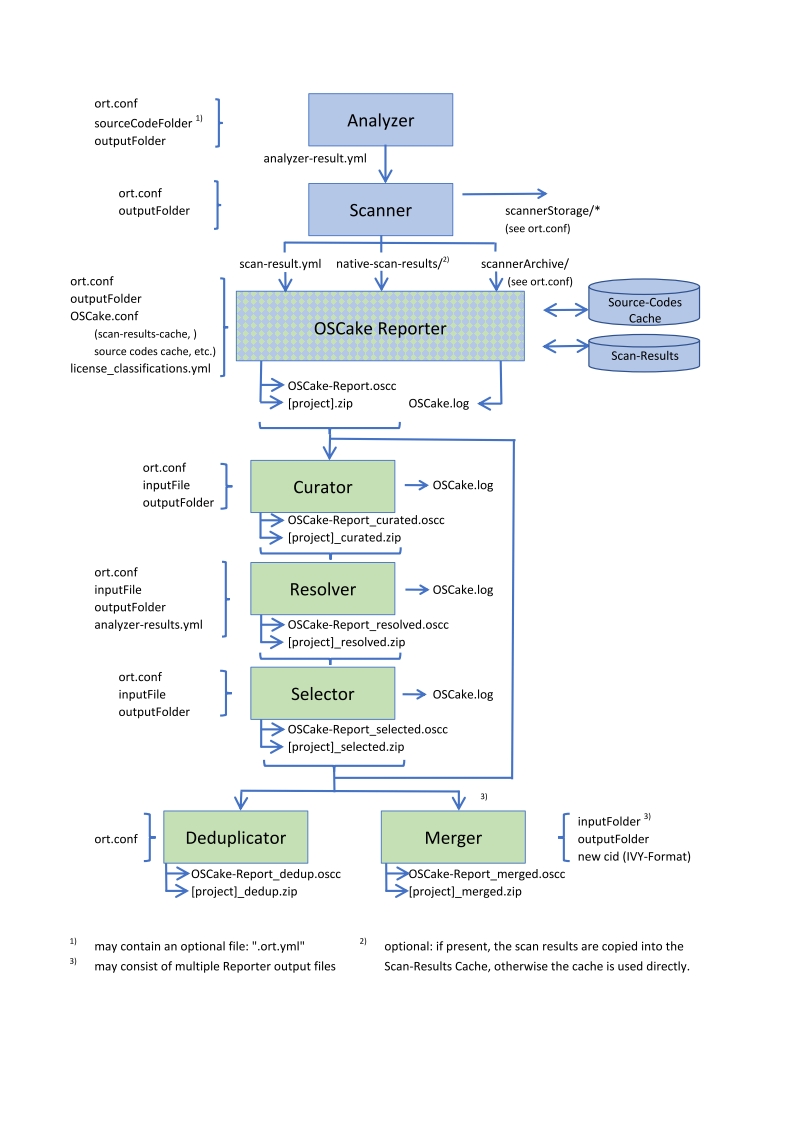 ort.conf
sourceCodeFolder 1)
outputFolder
Analyzer
analyzer-result.yml
ort.conf
outputFolder
Scanner
scannerStorage/*
(see ort.conf)
scan-result.yml
native-scan-results/2)
scannerArchive/
(see ort.conf)
ort.conf
outputFolder
OSCake.conf
(scan-results-cache, )
source codes cache, etc.)
license_classifications.yml
OSCake Reporter
Source-Codes
Cache
Scan-Results
OSCake-Report.oscc
[project].zip
OSCake.log
ort.conf
inputFile
outputFolder
Curator
OSCake.log
OSCake-Report_curated.oscc
[project]_curated.zip
ort.conf
inputFile
outputFolder
analyzer-results.yml
Resolver
OSCake.log
OSCake-Report_resolved.oscc
[project]_resolved.zip
ort.conf
inputFile
outputFolder
Selector
OSCake.log
OSCake-Report_selected.oscc
[project]_selected.zip
3)
ort.conf
Deduplicator
Merger
inputFolder 3)
outputFolder
new cid (IVY-Format)
OSCake-Report_dedup.oscc
[project]_dedup.zip
OSCake-Report_merged.oscc
[project]_merged.zip
1) may contain an optional file: ".ort.yml"
3) may consist of multiple Reporter output files
2) optional: if present, the scan results are copied into the
Scan-Results Cache, otherwise the cache is used directly.